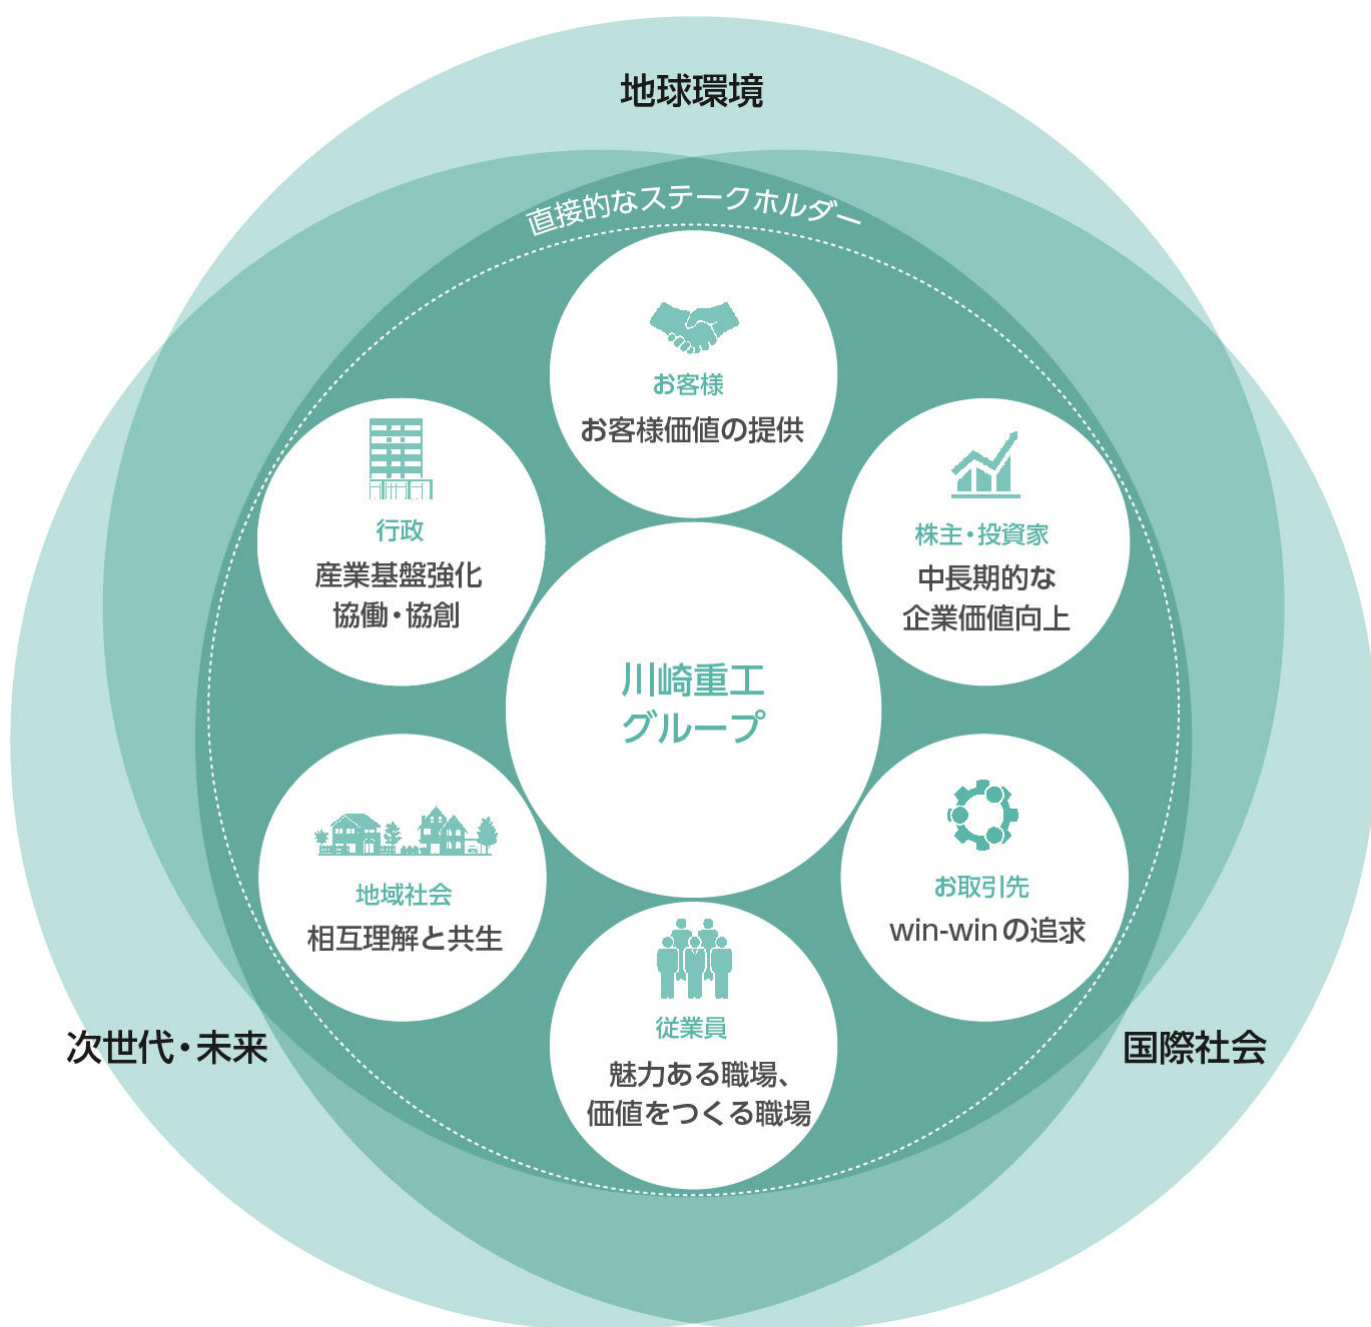 地球環境
直接的なステークホルダー
お客様
お客様価値の提供
行政
産業基盤強化
協働・協創
株主・投資家
中長期的な
企業価値向上
川崎重工
グループ
地域社会
相互理解と共生
お取引先
win-winの追求
従業員
魅力ある職場、
価値をつくる職場
次世代・未来
国際社会